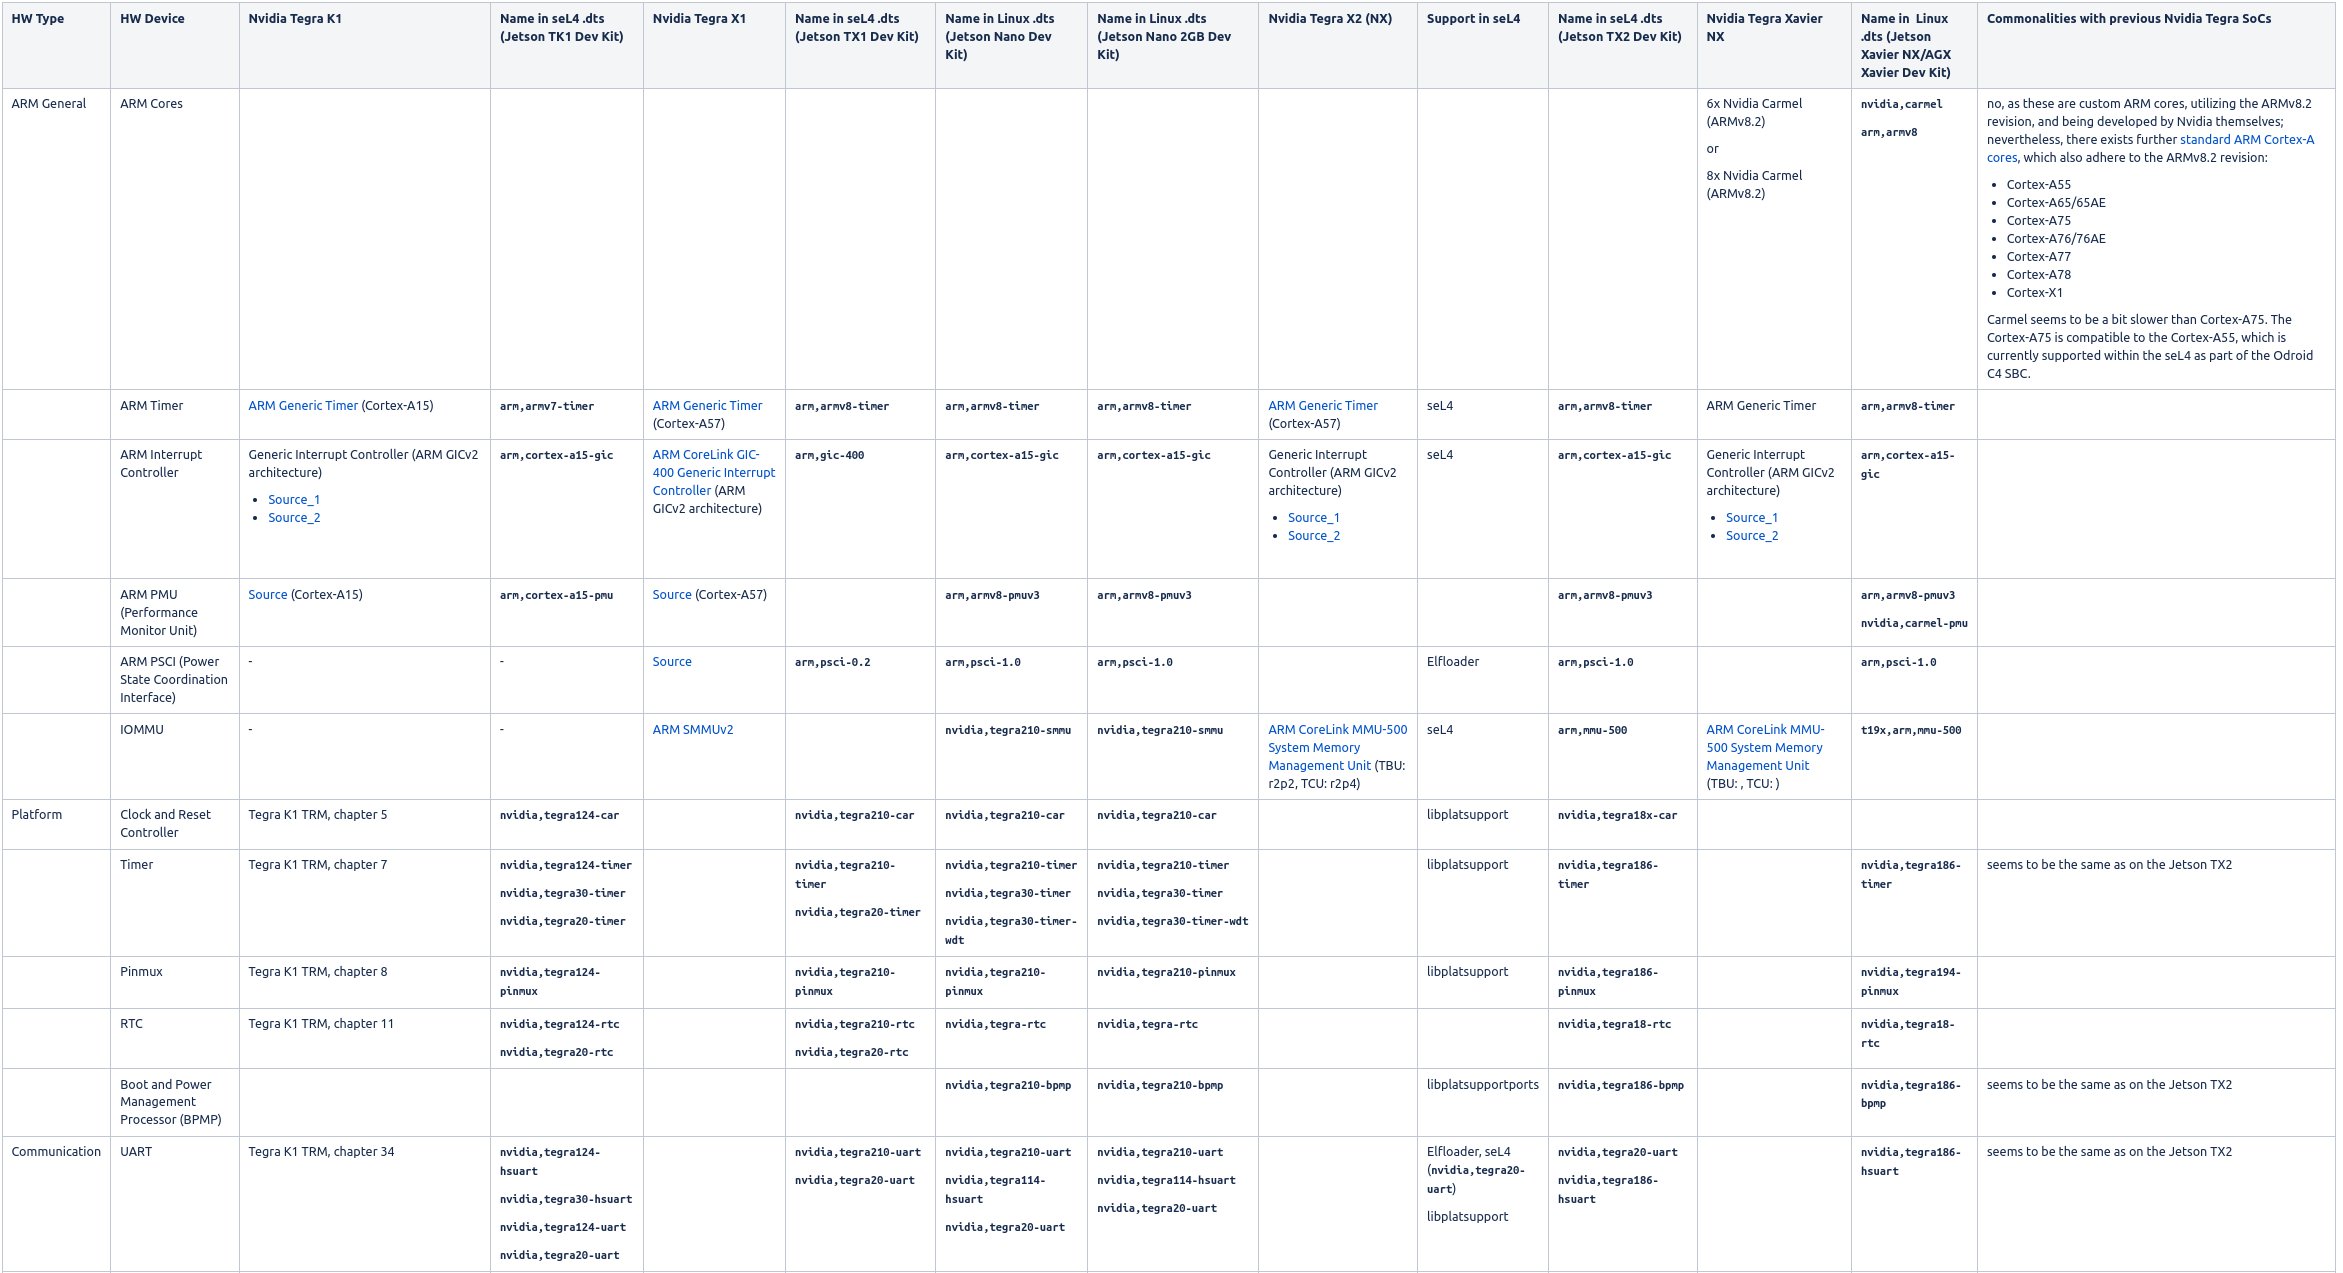 HW Type
HW Device
Nvidia Tegra K1
Name in seL4 .dts
(Jetson TK1 Dev Kit)
Nvidia Tegra X1
Name in seL4 .dts
(Jetson TX1 Dev Kit)
Name in Linux .dts
(Jetson Nano Dev
Kit)
Name in Linux .dts
(Jetson Nano 2GB Dev
Kit)
Nvidia Tegra X2 (NX)
Support in seL4
Name in seL4 .dts
(Jetson TX2 Dev Kit)
Nvidia Tegra Xavier
NX
Name in Linux
.dts (Jetson
Xavier NX/AGX
Xavier Dev Kit)
Commonalities with previous Nvidia Tegra SoCs
ARM General
ARM Cores
6x Nvidia Carmel
(ARMv8.2)
or
8x Nvidia Carmel
(ARMv8.2)
nvidia,carmel
arm,armv8
no, as these are custom ARM cores, utilizing the ARMv8.2
revision, and being developed by Nvidia themselves;
nevertheless, there exists further standard ARM Cortex-A
cores, which also adhere to the ARMv8.2 revision:
• Cortex-A55
• Cortex-A65/65AE
• Cortex-A75
• Cortex-A76/76AE
• Cortex-A77
• Cortex-A78
• Cortex-X1
Carmel seems to be a bit slower than Cortex-A75. The
Cortex-A75 is compatible to the Cortex-A55, which is
currently supported within the seL4 as part of the Odroid
C4 SBC.
ARM Timer
ARM Generic Timer (Cortex-A15)
arm,armv7-timer
ARM Generic Timer
(Cortex-A57)
arm,armv8-timer
arm,armv8-timer
arm,armv8-timer
ARM Generic Timer
(Cortex-A57)
seL4
arm,armv8-timer
ARM Generic Timer
arm,armv8-timer
ARM Interrupt
Controller
Generic Interrupt Controller (ARM GICv2
architecture)
• Source_1
• Source_2
arm,cortex-a15-gic
ARM CoreLink GIC-
400 Generic Interrupt
Controller (ARM
GICv2 architecture)
arm,gic-400
arm,cortex-a15-gic
arm,cortex-a15-gic
Generic Interrupt
Controller (ARM GICv2
architecture)
• Source_1
• Source_2
seL4
arm,cortex-a15-gic
Generic Interrupt
Controller (ARM GICv2
architecture)
• Source_1
• Source_2
arm,cortex-a15-
gic
ARM PMU
(Performance
Monitor Unit)
Source (Cortex-A15)
arm,cortex-a15-pmu
Source (Cortex-A57)
arm,armv8-pmuv3
arm,armv8-pmuv3
arm,armv8-pmuv3
arm,armv8-pmuv3
nvidia,carmel-pmu
ARM PSCI (Power
State Coordination
Interface)
-
-
Source
arm,psci-0.2
arm,psci-1.0
arm,psci-1.0
Elfloader
arm,psci-1.0
arm,psci-1.0
IOMMU
-
-
ARM SMMUv2
nvidia,tegra210-smmu
nvidia,tegra210-smmu
ARM CoreLink MMU-500
System Memory
Management Unit (TBU:
r2p2, TCU: r2p4)
seL4
arm,mmu-500
ARM CoreLink MMU-
500 System Memory
Management Unit
(TBU: , TCU: )
t19x,arm,mmu-500
Platform
Clock and Reset
Controller
Tegra K1 TRM, chapter 5
nvidia,tegra124-car
nvidia,tegra210-car
nvidia,tegra210-car
nvidia,tegra210-car
libplatsupport
nvidia,tegra18x-car
Timer
Tegra K1 TRM, chapter 7
nvidia,tegra124-timer
nvidia,tegra30-timer
nvidia,tegra20-timer
nvidia,tegra210-
timer
nvidia,tegra20-timer
nvidia,tegra210-timer
nvidia,tegra30-timer
nvidia,tegra30-timer-
wdt
nvidia,tegra210-timer
nvidia,tegra30-timer
nvidia,tegra30-timer-wdt
libplatsupport
nvidia,tegra186-
timer
nvidia,tegra186-
timer
seems to be the same as on the Jetson TX2
Pinmux
Tegra K1 TRM, chapter 8
nvidia,tegra124-
pinmux
nvidia,tegra210-
pinmux
nvidia,tegra210-
pinmux
nvidia,tegra210-pinmux
libplatsupport
nvidia,tegra186-
pinmux
nvidia,tegra194-
pinmux
RTC
Tegra K1 TRM, chapter 11
nvidia,tegra124-rtc
nvidia,tegra20-rtc
nvidia,tegra210-rtc
nvidia,tegra20-rtc
nvidia,tegra-rtc
nvidia,tegra-rtc
nvidia,tegra18-rtc
nvidia,tegra18-
rtc
Boot and Power
Management
Processor (BPMP)
nvidia,tegra210-bpmp
nvidia,tegra210-bpmp
libplatsupportports
nvidia,tegra186-bpmp
nvidia,tegra186-
bpmp
seems to be the same as on the Jetson TX2
Communication
UART
Tegra K1 TRM, chapter 34
nvidia,tegra124-
hsuart
nvidia,tegra30-hsuart
nvidia,tegra124-uart
nvidia,tegra20-uart
nvidia,tegra210-uart
nvidia,tegra20-uart
nvidia,tegra210-uart
nvidia,tegra114-
hsuart
nvidia,tegra20-uart
nvidia,tegra210-uart
nvidia,tegra114-hsuart
nvidia,tegra20-uart
Elfloader, seL4
(nvidia,tegra20-
uart)
libplatsupport
nvidia,tegra20-uart
nvidia,tegra186-
hsuart
nvidia,tegra186-
hsuart
seems to be the same as on the Jetson TX2